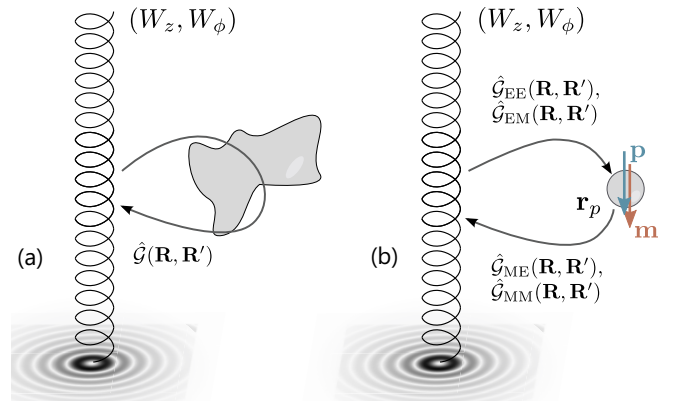 (W_z, W_ϕ)
𝒢̂(𝐑, 𝐑′)
(a)
(W_z, W_ϕ)
𝒢̂_EE(𝐑, 𝐑′),
𝒢̂_EM(𝐑, 𝐑′)
𝐩
𝐫_p
𝐦
(b)
𝒢̂_ME(𝐑, 𝐑′),
𝒢̂_MM(𝐑, 𝐑′)